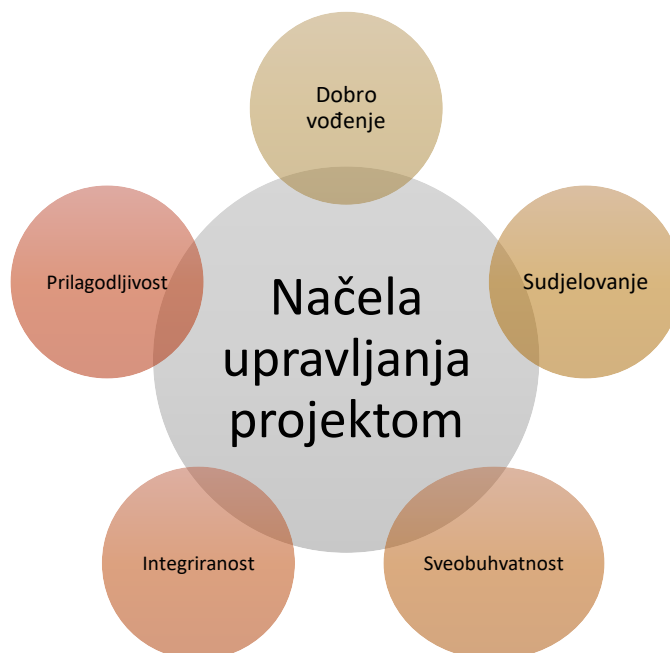 Dobro
vođenje
Prilagodljivost
Sudjelovanje
Načela
upravljanja
projektom
Integriranost
Sveobuhvatnost